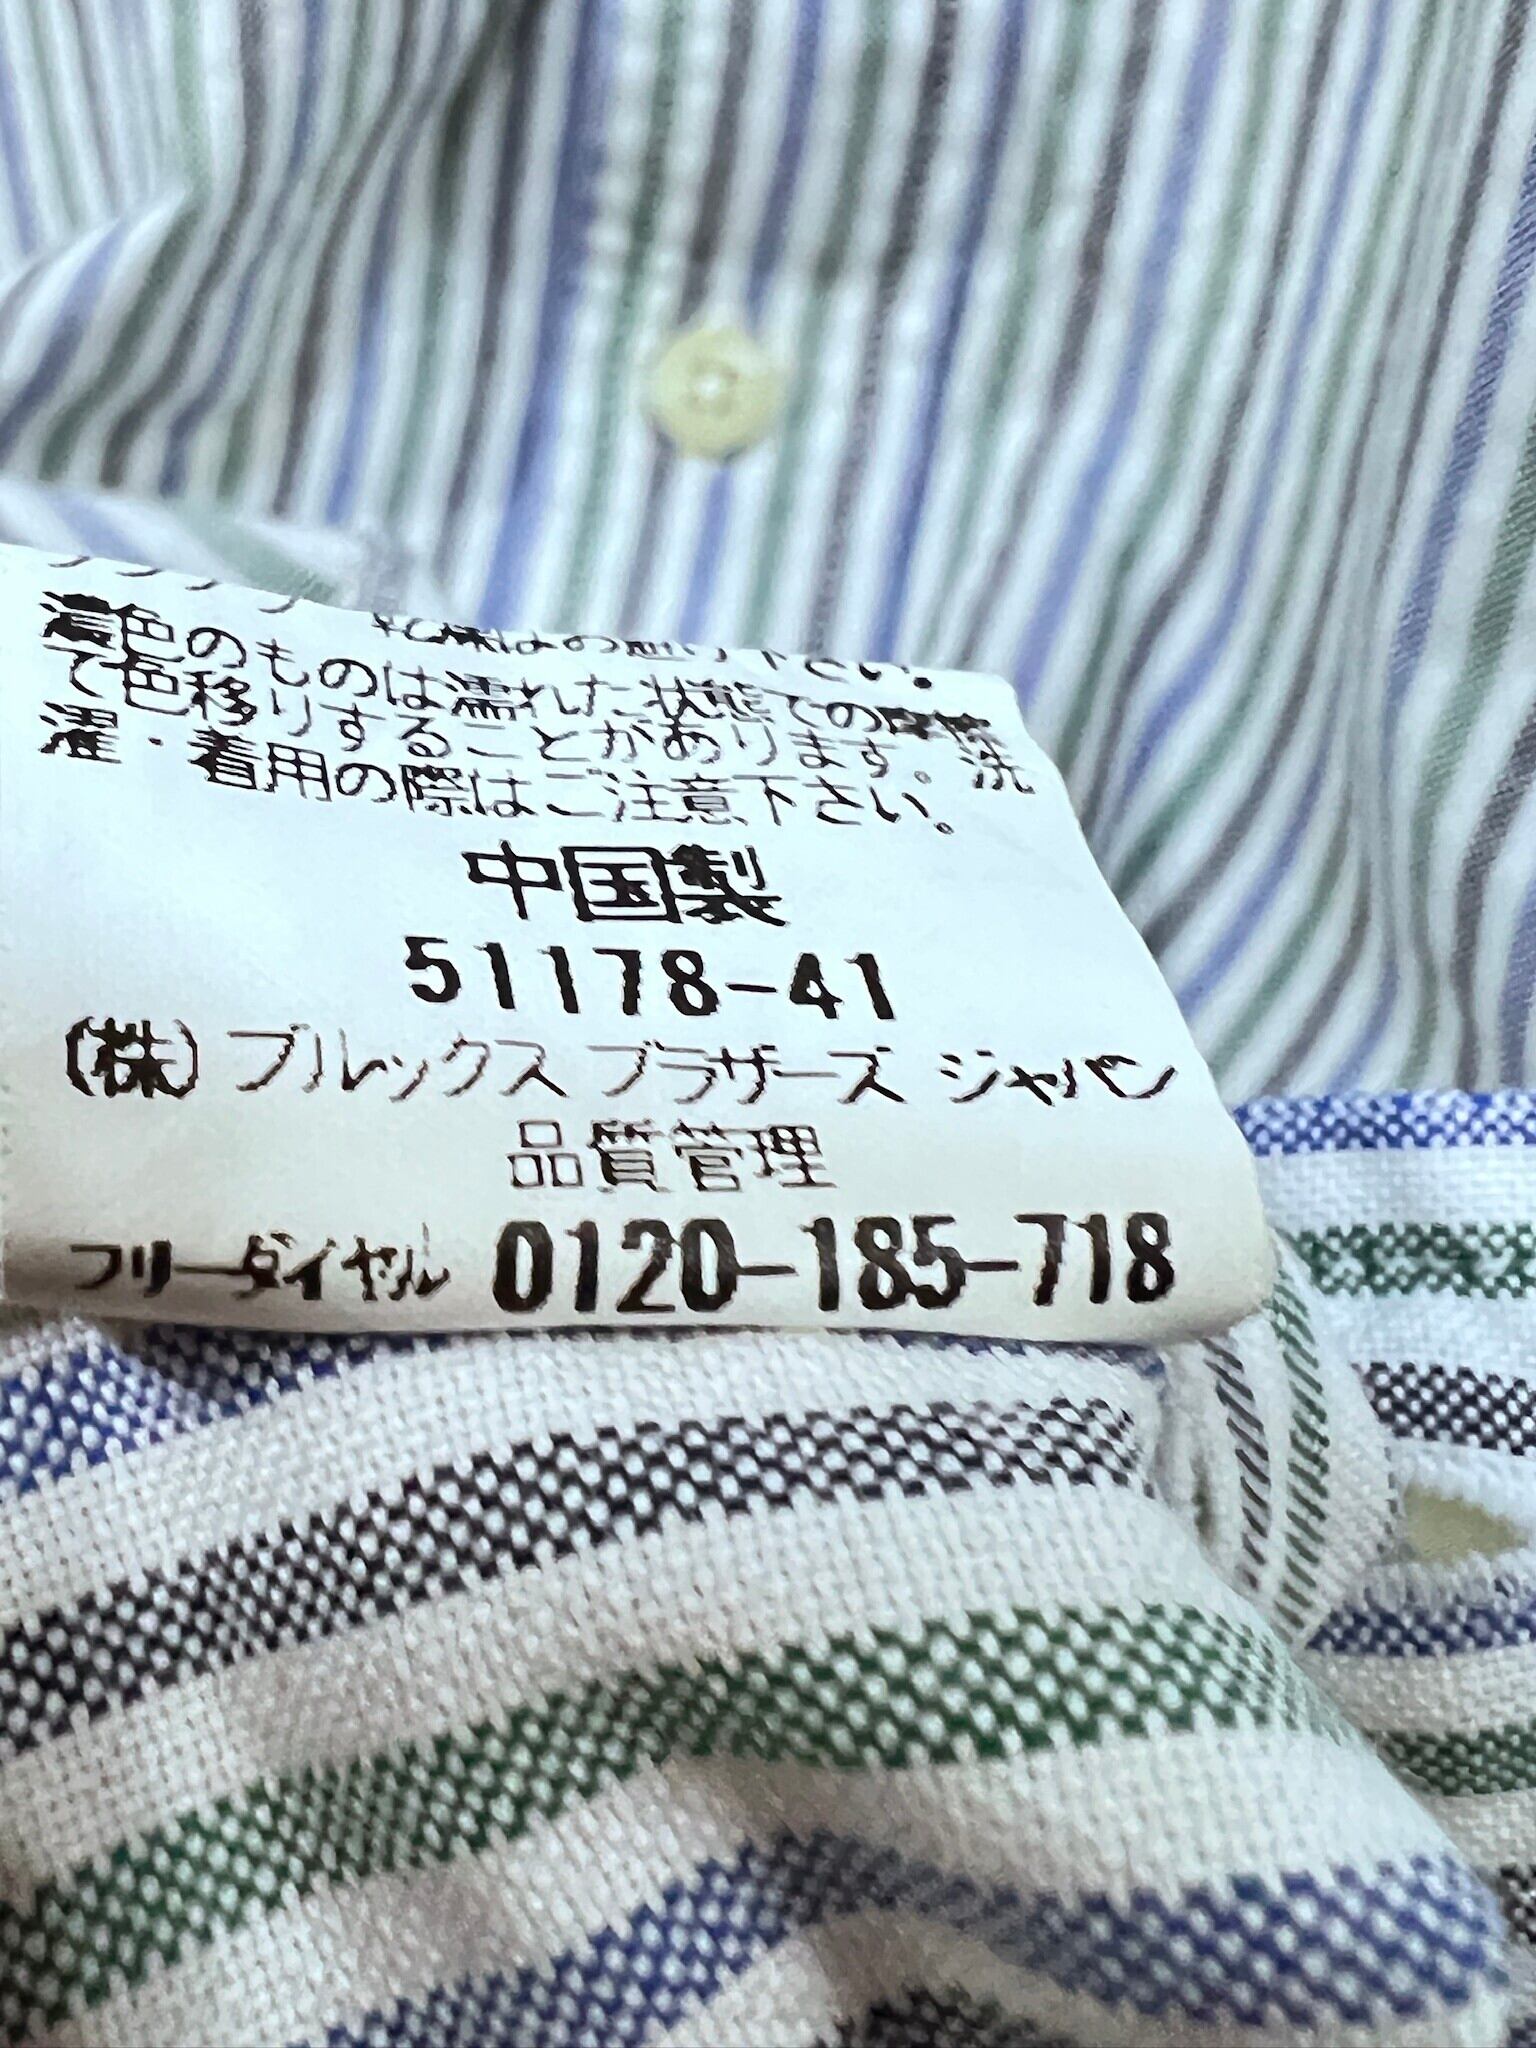 下さい。
濃色のものは濡れた状態での摩擦
で色移りすることがあります。洗
濯・着用の際はご注意下さい。
中国製
51178-41
(株) ブルックス ブラザーズ ジャパン
品質管理
フリーダイヤル 0120-185-718